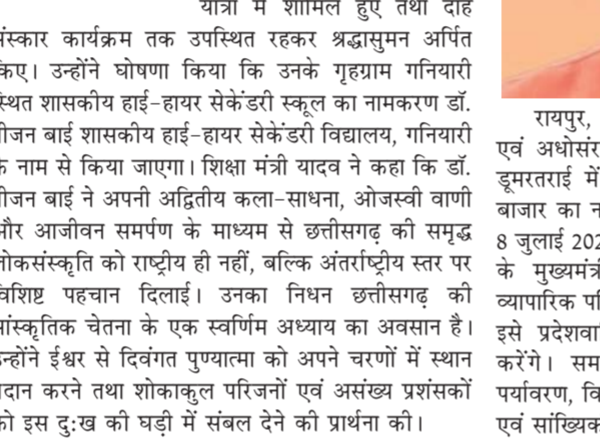 यात्रा में शामिल हुए तथा दाह
संस्कार कार्यक्रम तक उपस्थित रहकर श्रद्धासुमन अर्पित
किए। उन्होंने घोषणा किया कि उनके गृहग्राम गनियारी
स्थित शासकीय हाई-हायर सेकेंडरी स्कूल का नामकरण डॉ.
तीजन बाई शासकीय हाई-हायर सेकेंडरी विद्यालय, गनियारी
के नाम से किया जाएगा। शिक्षा मंत्री यादव ने कहा कि डॉ.
तीजन बाई ने अपनी अद्वितीय कला-साधना, ओजस्वी वाणी
और आजीवन समर्पण के माध्यम से छत्तीसगढ़ की समृद्ध
लोकसंस्कृति को राष्ट्रीय ही नहीं, बल्कि अंतर्राष्ट्रीय स्तर पर
विशिष्ट पहचान दिलाई। उनका निधन छत्तीसगढ़ की
सांस्कृतिक चेतना के एक स्वर्णिम अध्याय का अवसान है।
उन्होंने ईश्वर से दिवंगत पुण्यात्मा को अपने चरणों में स्थान
प्रदान करने तथा शोकाकुल परिजनों एवं असंख्य प्रशंसकों
को इस दुःख की घड़ी में संबल देने की प्रार्थना की।
रायपुर,
एवं अधोसंर
डूमरतराई में
बाजार का न
8 जुलाई 202
के मुख्यमंत्री
व्यापारिक परि
इसे प्रदेशवा
करेंगे। सम
पर्यावरण, वि
एवं सांख्यिक